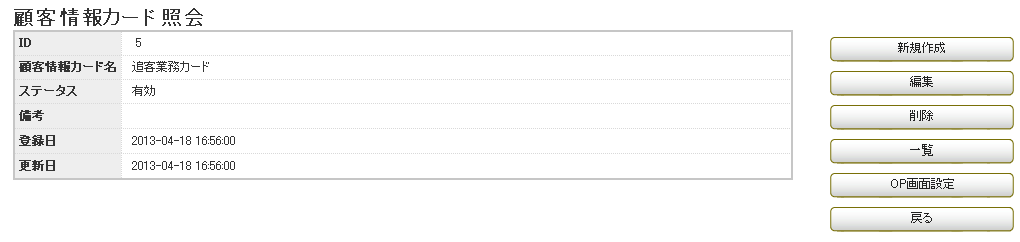 顧客情報カード照会
ID 5
顧客情報カード名 追客業務カード
ステータス 有効
備考
登録日 2013-04-18 16:56:00
更新日 2013-04-18 16:56:00
新規作成
編集
削除
一覧
OP画面設定
戻る